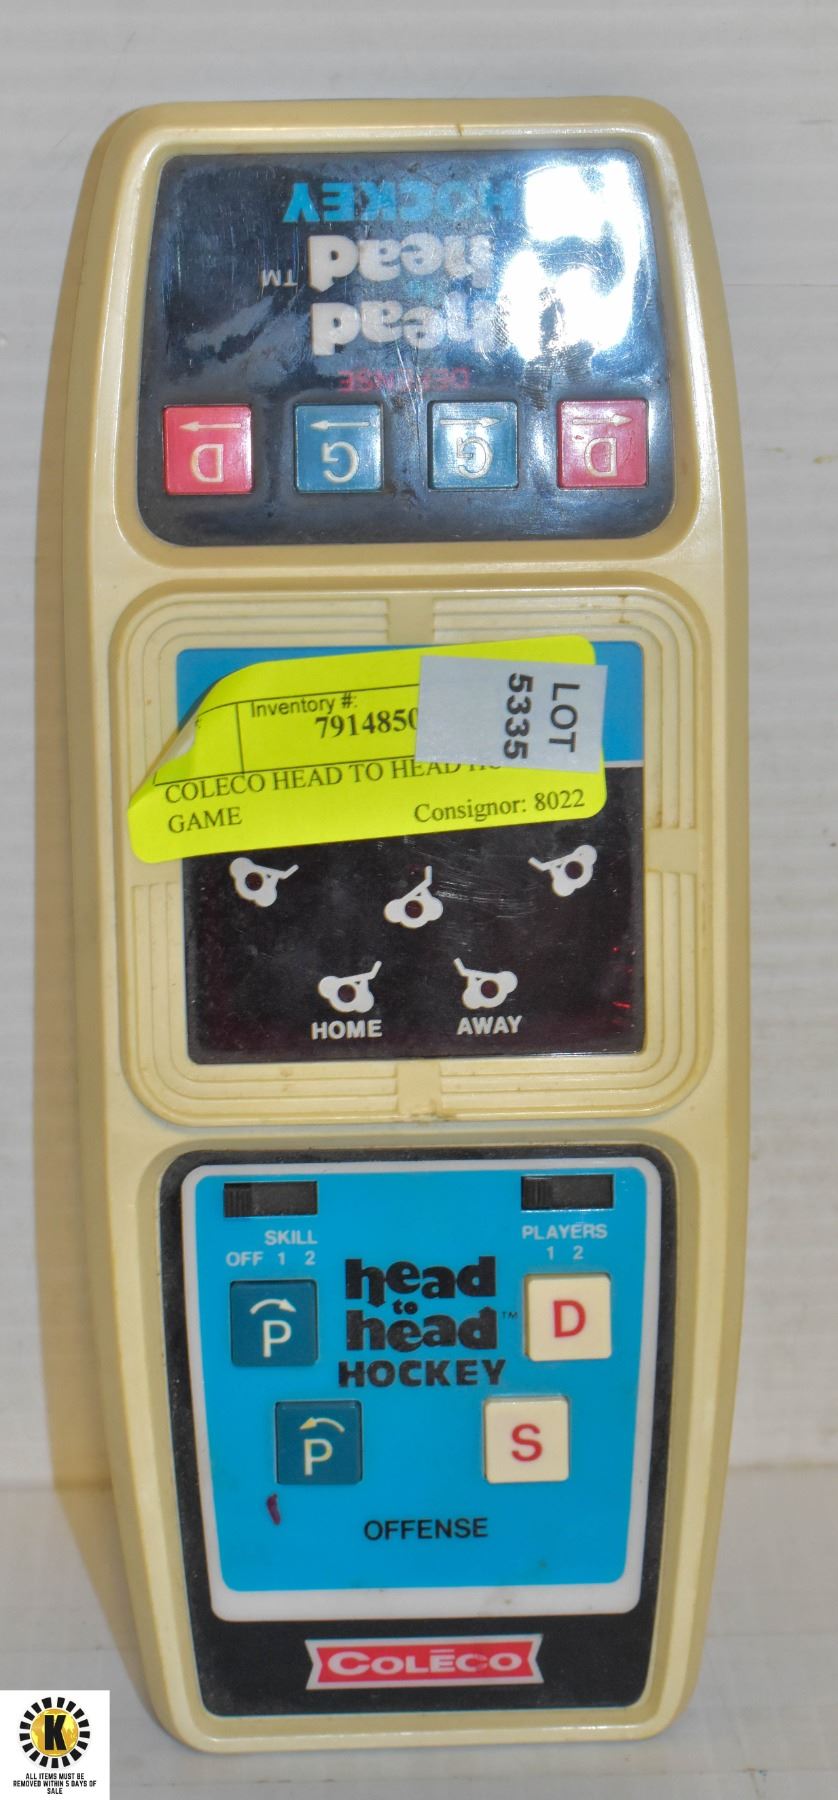 HOCKEY
head
head TM
DEFENSE
D G G D
Inventory #:
7914850
LOT
5335
COLECO HEAD TO HEAD
GAME
Consignor: 8022
HOME
AWAY
SKILL
OFF 1 2
PLAYERS
1 2
head
to
head TM
HOCKEY
P
D
P
S
OFFENSE
COLECO
K
ALL ITEMS MUST BE
REMOVED WITHIN 5 DAYS OF
SALE